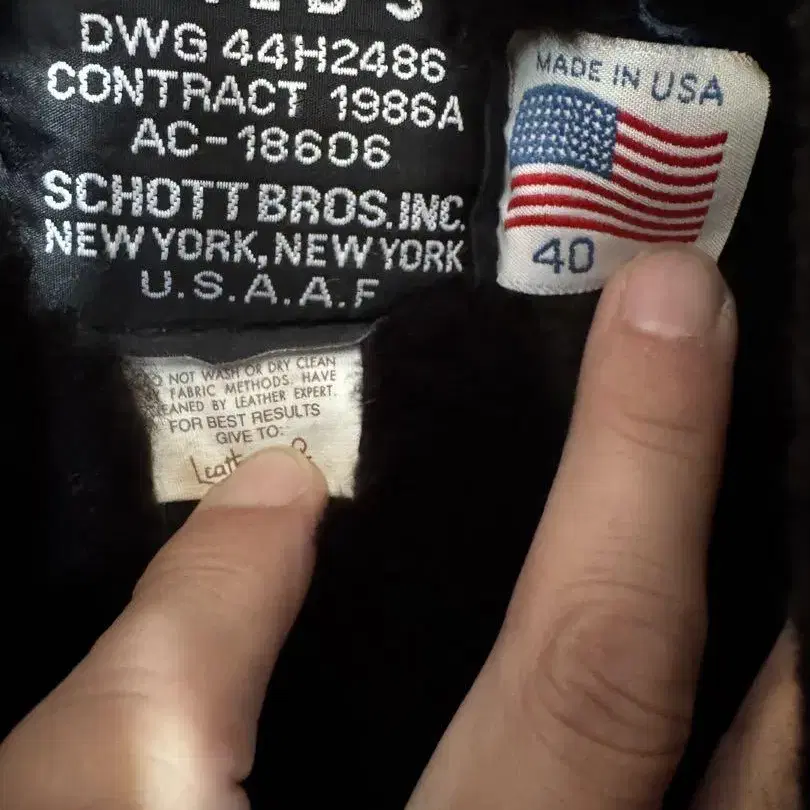 DWG 44H2486
CONTRACT 1986A
AC-18606
SCHOTT BROS.INC.
NEW YORK, NEW YORK
U.S.A.A.F
MADE IN USA
40
NOT WASH OR DRY CLEAN
FABRIC METHODS. HAVE
CLEANED BY LEATHER EXPERT.
FOR BEST RESULTS
GIVE TO: